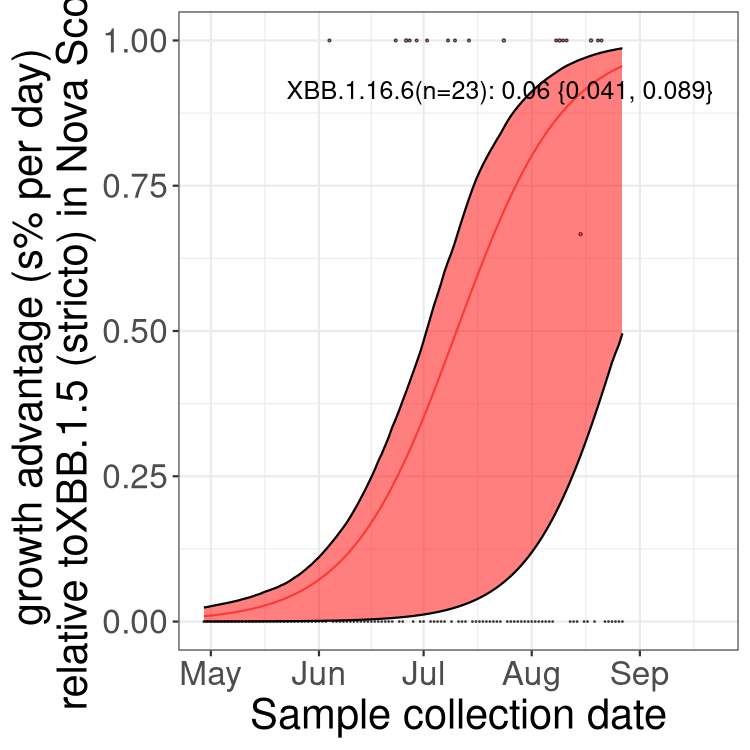 growth advantage (s% per day)
relative toXBB.1.5 (stricto) in Nova Sco
1.00
0.75
0.50
0.25
0.00
XBB.1.16.6(n=23): 0.06 {0.041, 0.089}
May Jun Jul Aug Sep
Sample collection date